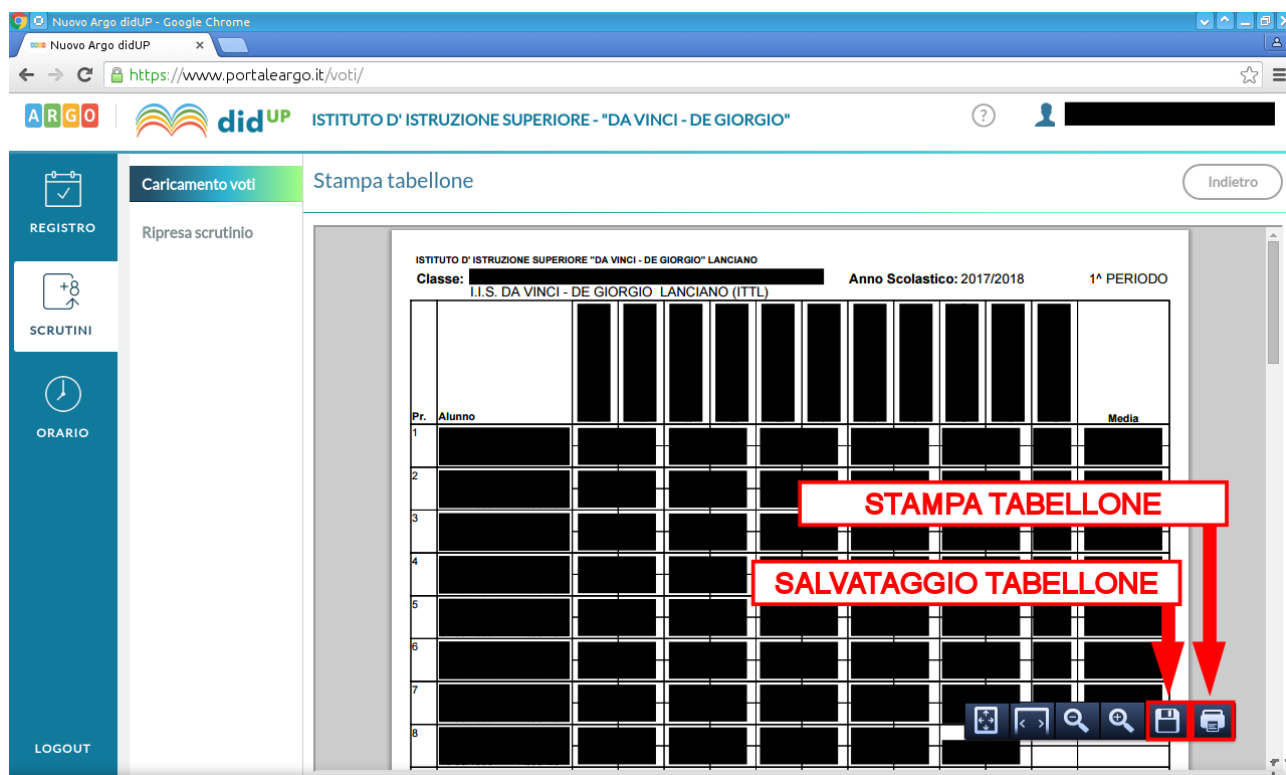 Nuovo Argo didUP - Google Chrome
Nuovo Argo didUP x
https://www.portaleargo.it/voti/
ARGO didUP ISTITUTO D' ISTRUZIONE SUPERIORE - "DA VINCI - DE GIORGIO" ?
REGISTRO
+8
SCRUTINI
ORARIO
LOGOUT
Caricamento voti
Ripresa scrutinio
Stampa tabellone
Indietro
ISTITUTO D' ISTRUZIONE SUPERIORE "DA VINCI - DE GIORGIO" LANCIANO
Classe: Anno Scolastico: 2017/2018 1^ PERIODO
I.I.S. DA VINCI - DE GIORGIO LANCIANO (ITTL)
Pr. Alunno Media
1
2
3
4
5
6
7
8
STAMPA TABELLONE
SALVATAGGIO TABELLONE